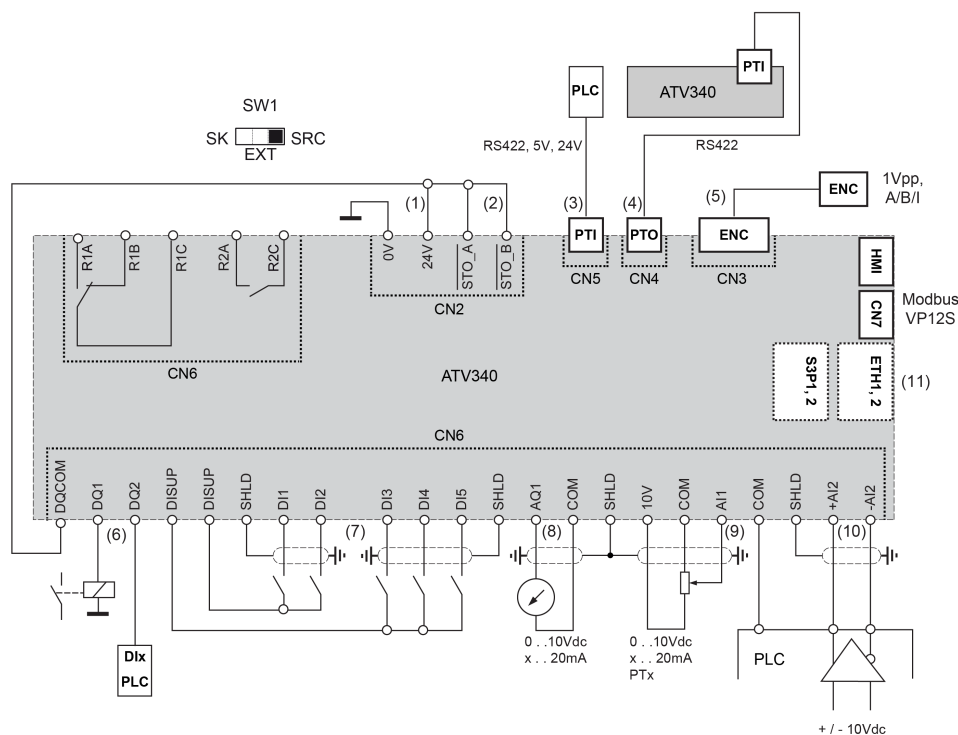 PTI
PLC
ATV340
SW1
SK
SRC
EXT
RS422, 5V, 24V
RS422
ENC
1Vpp,
A/B/I
(1)
(2)
(3)
(4)
(5)
R1A
R1B
R1C
R2A
R2C
0V
24V
STO_A
STO_B
PTI
PTO
ENC
HMI
CN5
CN4
CN3
CN2
CN7
Modbus
VP12S
CN6
ATV340
S3P1, 2
ETH1, 2
(11)
CN6
DQCOM
DQ1
DQ2
DISUP
DISUP
SHLD
DI1
DI2
DI3
DI4
DI5
SHLD
AQ1
COM
SHLD
10V
COM
AI1
COM
SHLD
+AI2
-AI2
(6)
(7)
(8)
(9)
(10)
DIx
PLC
0 . .10Vdc
x . . 20mA
0 . .10Vdc
x . . 20mA
PTx
PLC
+ / - 10Vdc